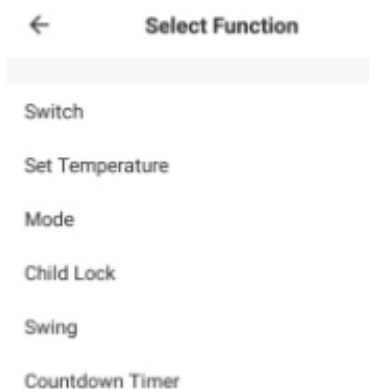 Select Function
Switch
Set Temperature
Mode
Child Lock
Swing
Countdown Timer